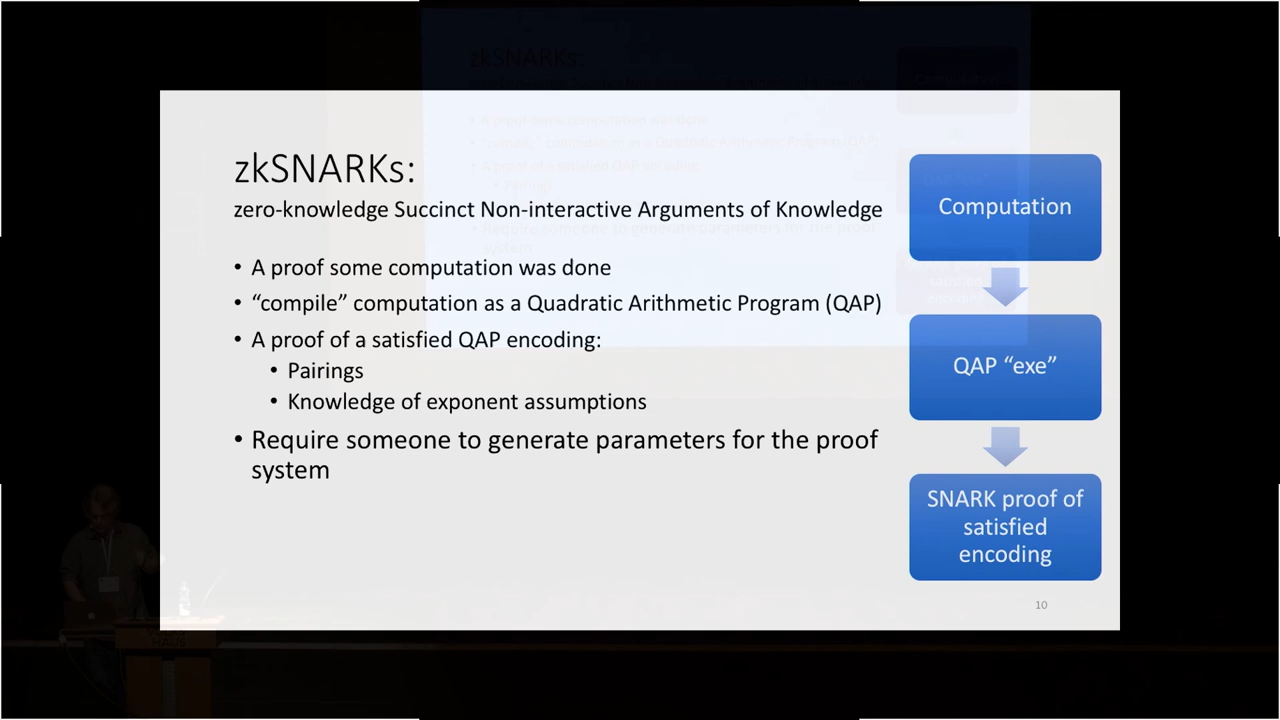 zkSNARKs:
zero-knowledge Succinct Non-interactive Arguments of Knowledge
• A proof some computation was done
• “compile” computation as a Quadratic Arithmetic Program (QAP)
• A proof of a satisfied QAP encoding:
• Pairings
• Knowledge of exponent assumptions
• Require someone to generate parameters for the proof
system
Computation
QAP “exe”
SNARK proof of
satisfied
encoding
10